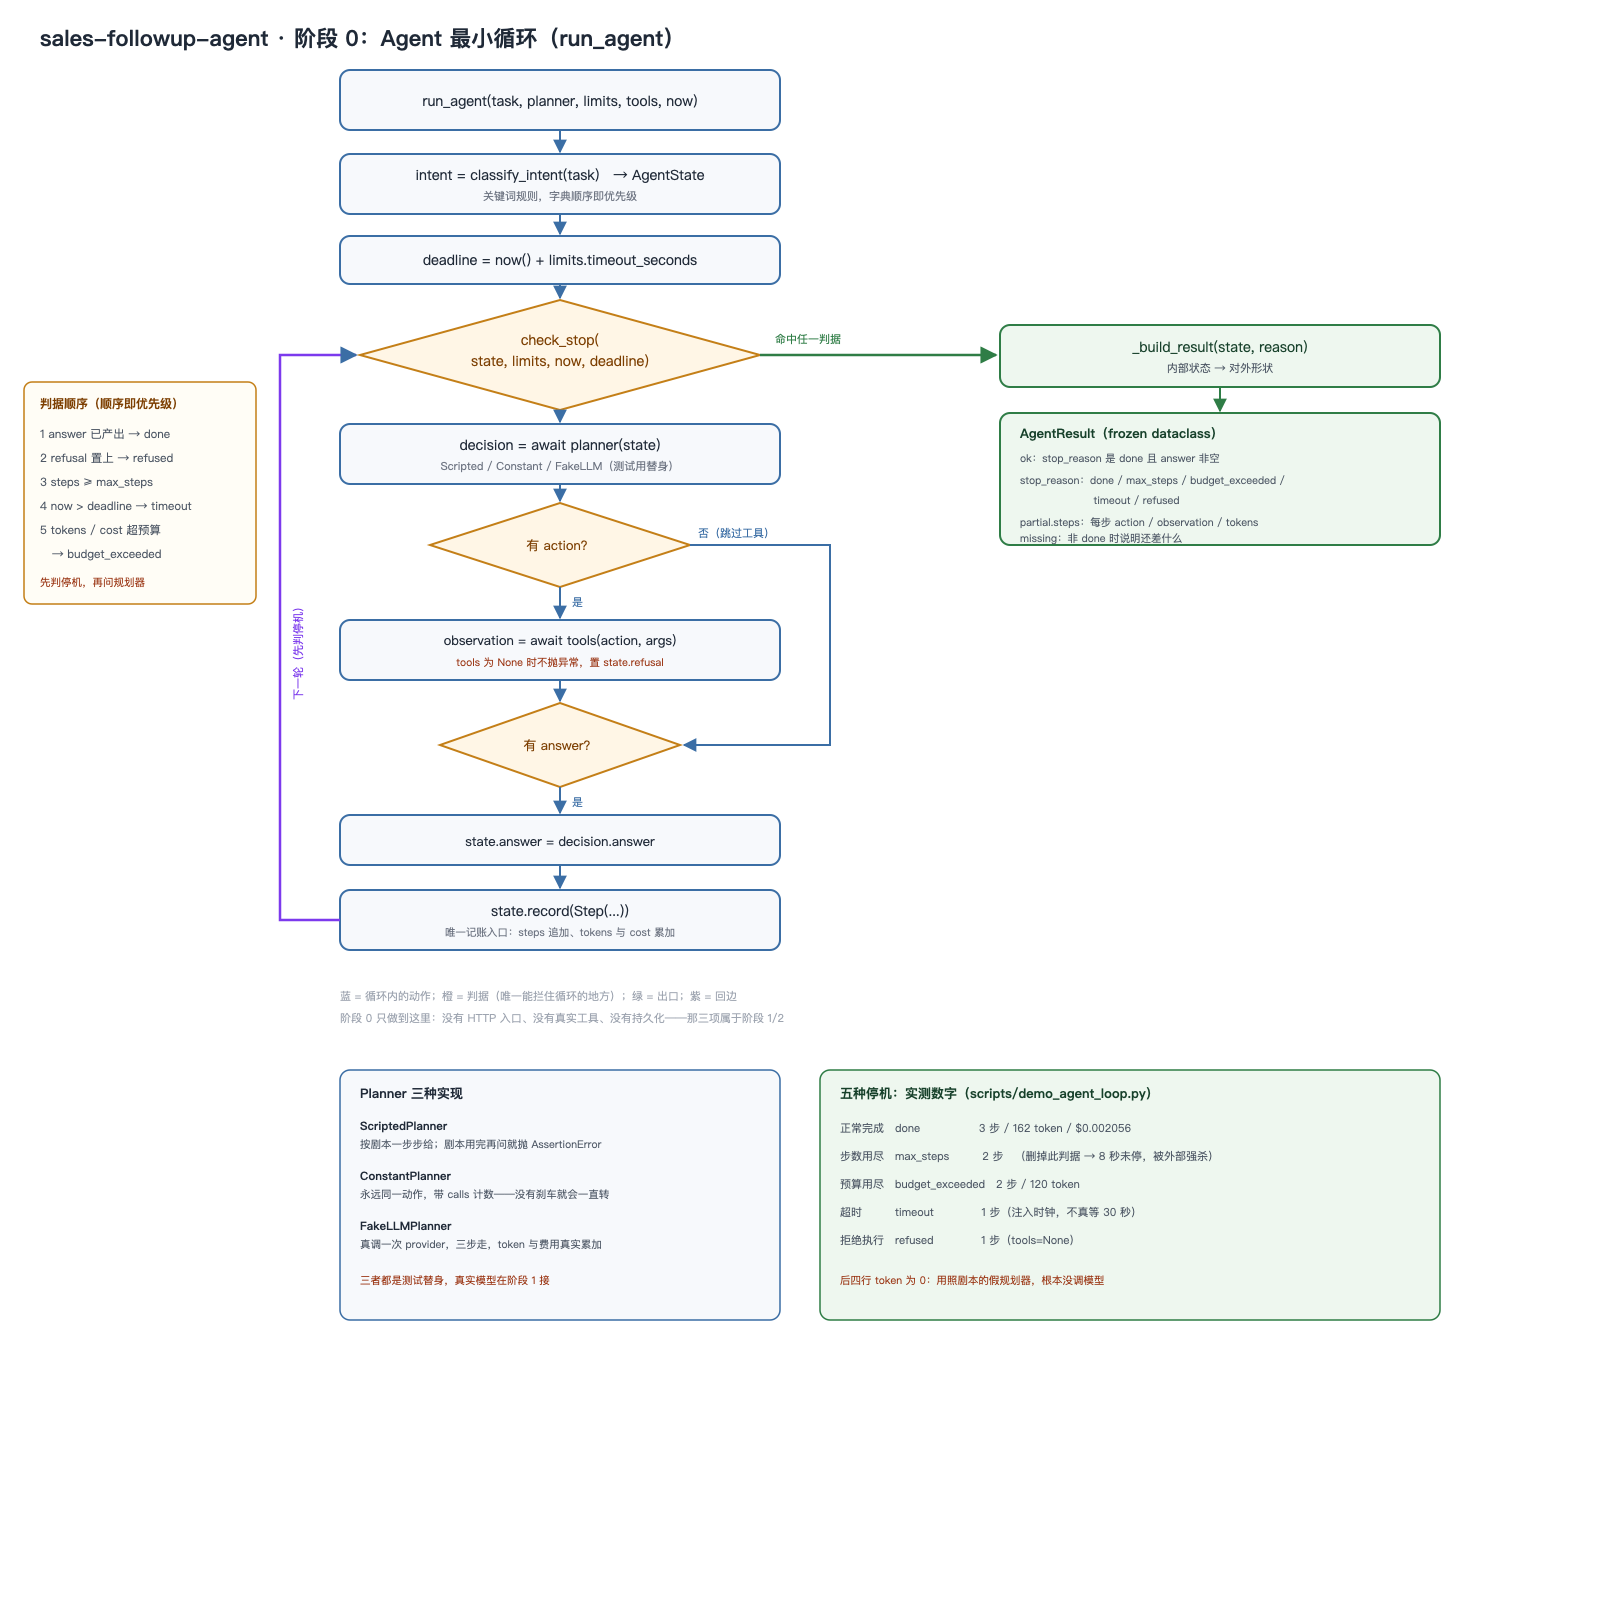 sales-followup-agent · 阶段 0：Agent 最小循环（run_agent）
run_agent(task, planner, limits, tools, now)
intent = classify_intent(task)  → AgentState
关键词规则，字典顺序即优先级
deadline = now() + limits.timeout_seconds
check_stop(
state, limits, now, deadline)
命中任一判据
_build_result(state, reason)
内部状态 → 对外形状
判据顺序（顺序即优先级）
1 answer 已产出 → done
2 refusal 置上 → refused
3 steps ≥ max_steps
4 now > deadline → timeout
5 tokens / cost 超预算
→ budget_exceeded
先判停机，再问规划器
AgentResult（frozen dataclass）
ok：stop_reason 是 done 且 answer 非空
stop_reason：done / max_steps / budget_exceeded /
timeout / refused
partial.steps：每步 action / observation / tokens
missing：非 done 时说明还差什么
decision = await planner(state)
Scripted / Constant / FakeLLM（测试用替身）
有 action?
否（跳过工具）
是
observation = await tools(action, args)
tools 为 None 时不抛异常，置 state.refusal
下一轮（先判停机）
有 answer?
是
state.answer = decision.answer
state.record(Step(...))
唯一记账入口：steps 追加、tokens 与 cost 累加
蓝 = 循环内的动作；橙 = 判据（唯一能拦住循环的地方）；绿 = 出口；紫 = 回边
阶段 0 只做到这里：没有 HTTP 入口、没有真实工具、没有持久化——那三项属于阶段 1/2
Planner 三种实现
ScriptedPlanner
按剧本一步步给；剧本用完再问就抛 AssertionError
ConstantPlanner
永远同一动作，带 calls 计数——没有刹车就会一直转
FakeLLMPlanner
真调一次 provider，三步走，token 与费用真实累加
三者都是测试替身，真实模型在阶段 1 接
五种停机：实测数字（scripts/demo_agent_loop.py）
正常完成 done 3 步 / 162 token / $0.002056
步数用尽 max_steps 2 步 （删掉此判据 → 8 秒未停，被外部强杀）
预算用尽 budget_exceeded 2 步 / 120 token
超时 timeout 1 步（注入时钟，不真等 30 秒）
拒绝执行 refused 1 步（tools=None）
后四行 token 为 0：用照剧本的假规划器，根本没调模型